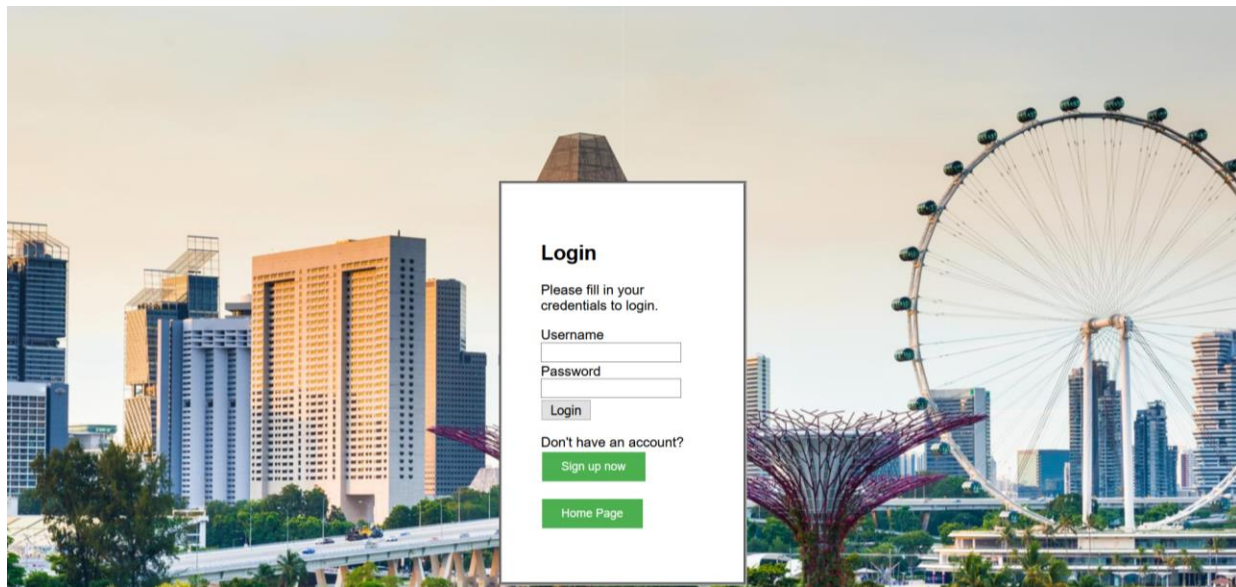 Login
Please fill in your
credentials to login.
Username
Password
Login
Don't have an account?
Sign up now
Home Page